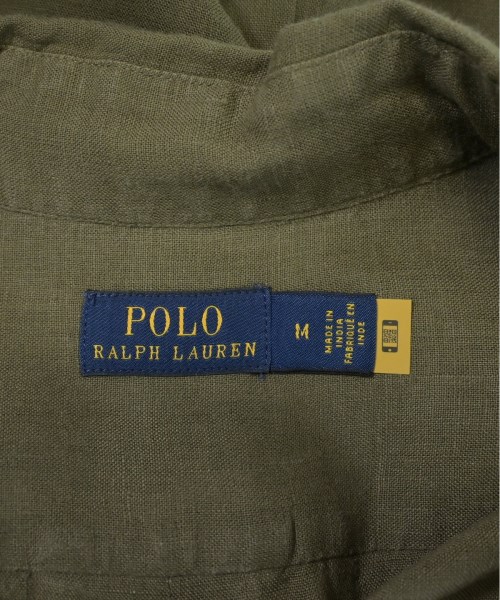 POLO
RALPH LAUREN
M
MADE IN
INDIA
FABRIQUÉ EN
INDE